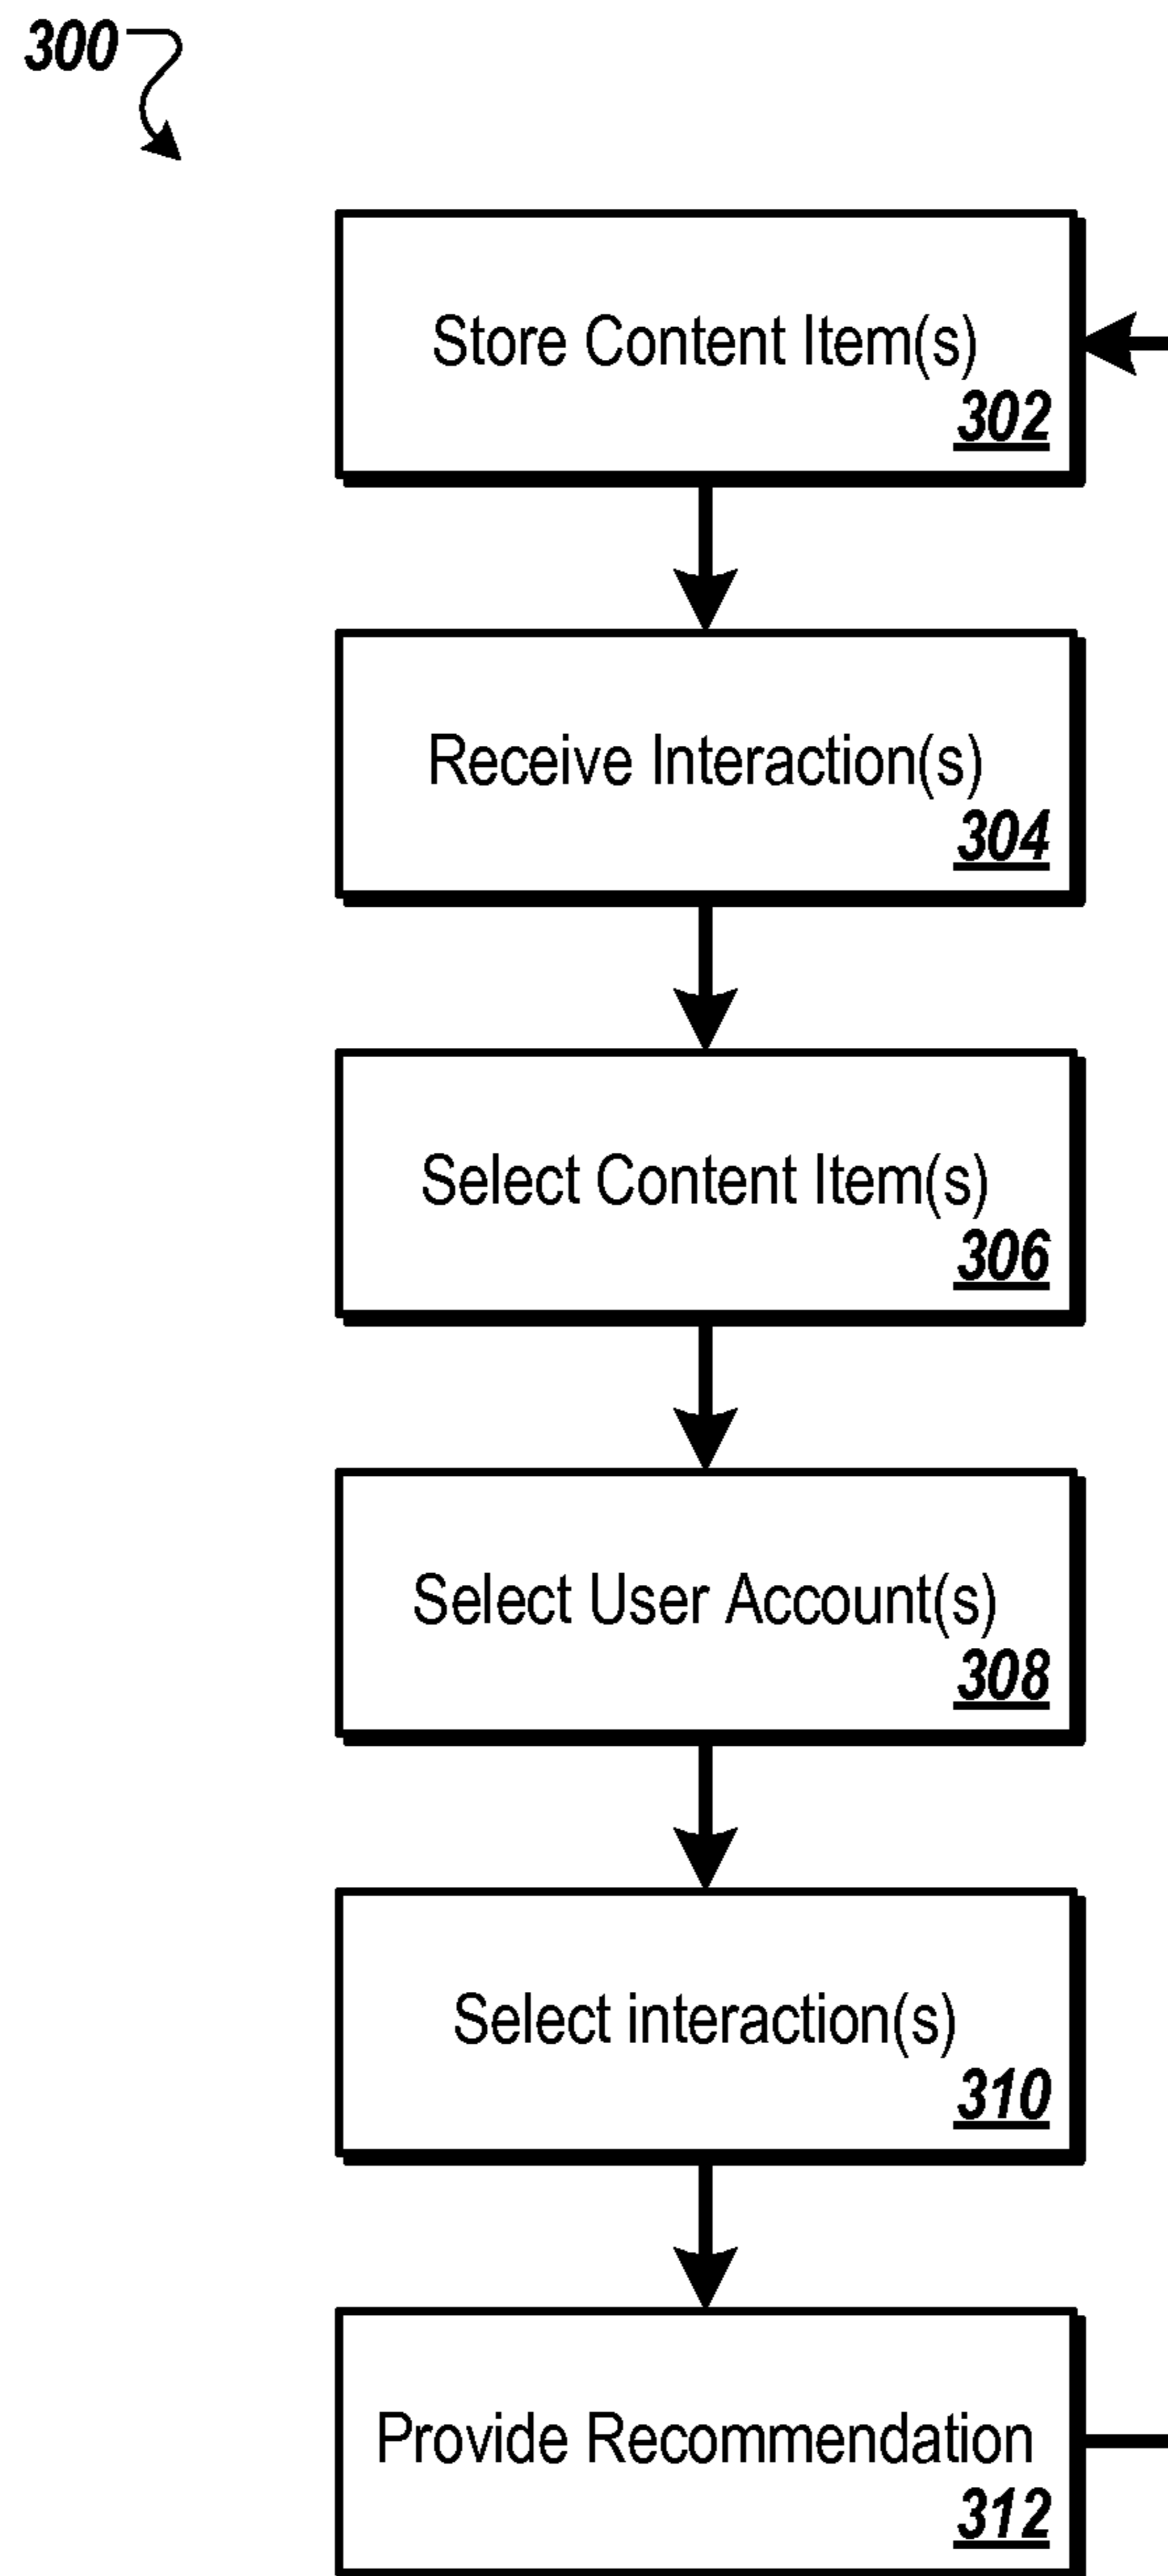 300
Store Content Item(s)
302
Receive Interaction(s)
304
Select Content Item(s)
306
Select User Account(s)
308
Select interaction(s)
310
Provide Recommendation
312